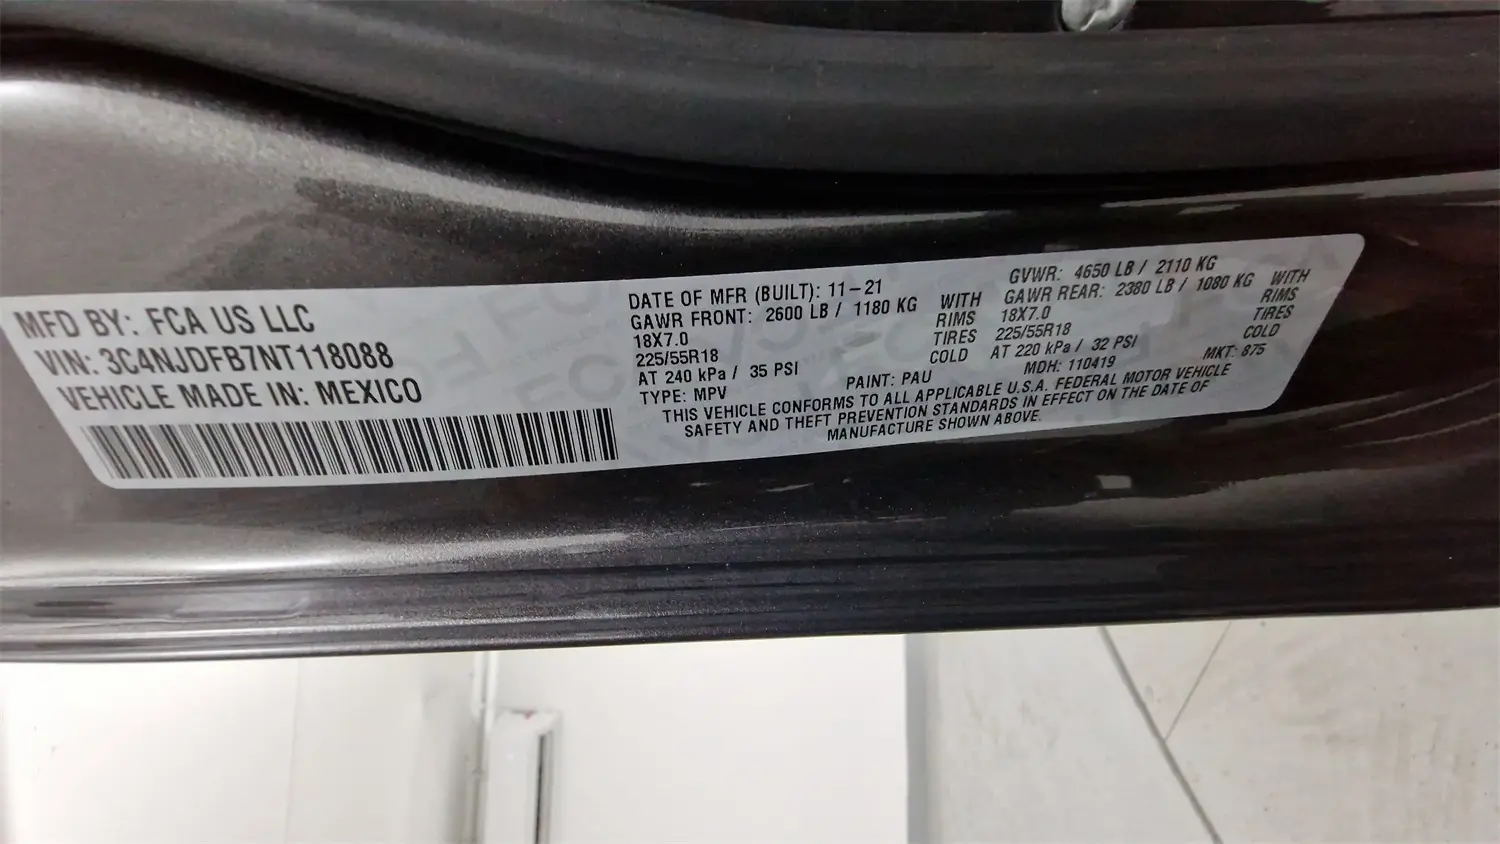 MFD BY: FCA US LLC
VIN: 3C4NJDFB7NT118088
VEHICLE MADE IN: MEXICO
DATE OF MFR (BUILT): 11-21
GAWR FRONT: 2600 LB / 1180 KG WITH
18X7.0 RIMS
225/55R18 TIRES
AT 240 kPa / 35 PSI COLD
TYPE: MPV PAINT: PAU
GVWR: 4650 LB / 2110 KG
GAWR REAR: 2380 LB / 1080 KG WITH
18X7.0 RIMS
225/55R18 TIRES
AT 220 kPa / 32 PSI COLD
MDH: 110419 MKT: 875
THIS VEHICLE CONFORMS TO ALL APPLICABLE U.S.A. FEDERAL MOTOR VEHICLE
SAFETY AND THEFT PREVENTION STANDARDS IN EFFECT ON THE DATE OF
MANUFACTURE SHOWN ABOVE.